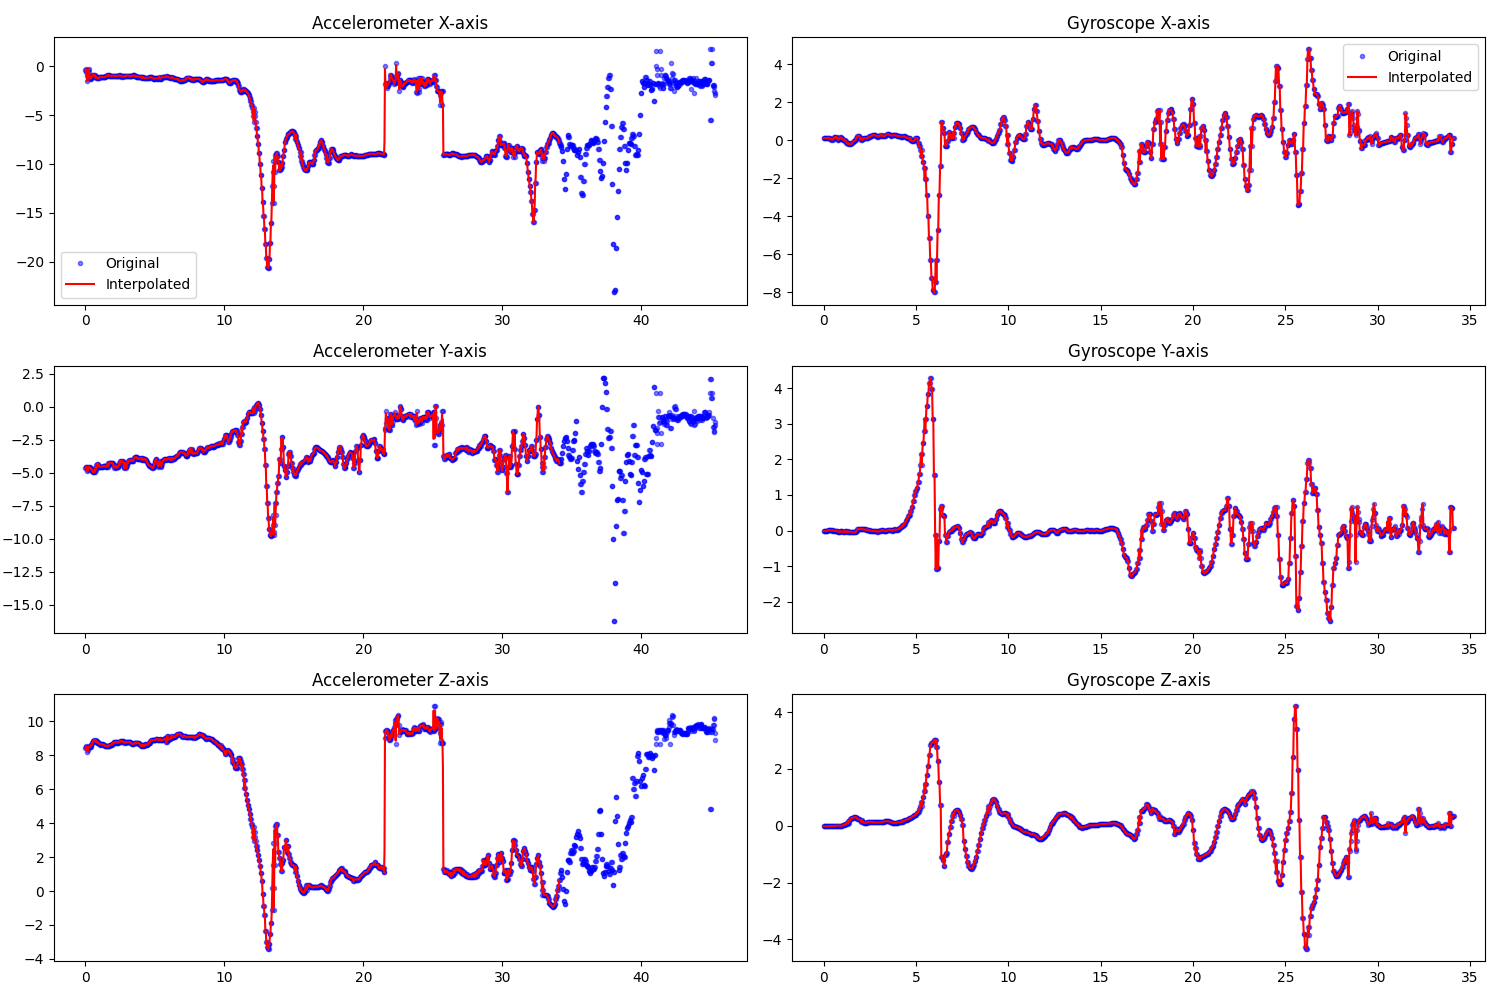 Accelerometer X-axis
0
−5
−10
−15
−20
Original
Interpolated
0 10 20 30 40
Gyroscope X-axis
4
2
0
−2
−4
−6
−8
Original
Interpolated
0 5 10 15 20 25 30 35
Accelerometer Y-axis
2.5
0.0
−2.5
−5.0
−7.5
−10.0
−12.5
−15.0
0 10 20 30 40
Gyroscope Y-axis
4
3
2
1
0
−1
−2
0 5 10 15 20 25 30 35
Accelerometer Z-axis
10
8
6
4
2
0
−2
−4
0 10 20 30 40
Gyroscope Z-axis
4
2
0
−2
−4
0 5 10 15 20 25 30 35